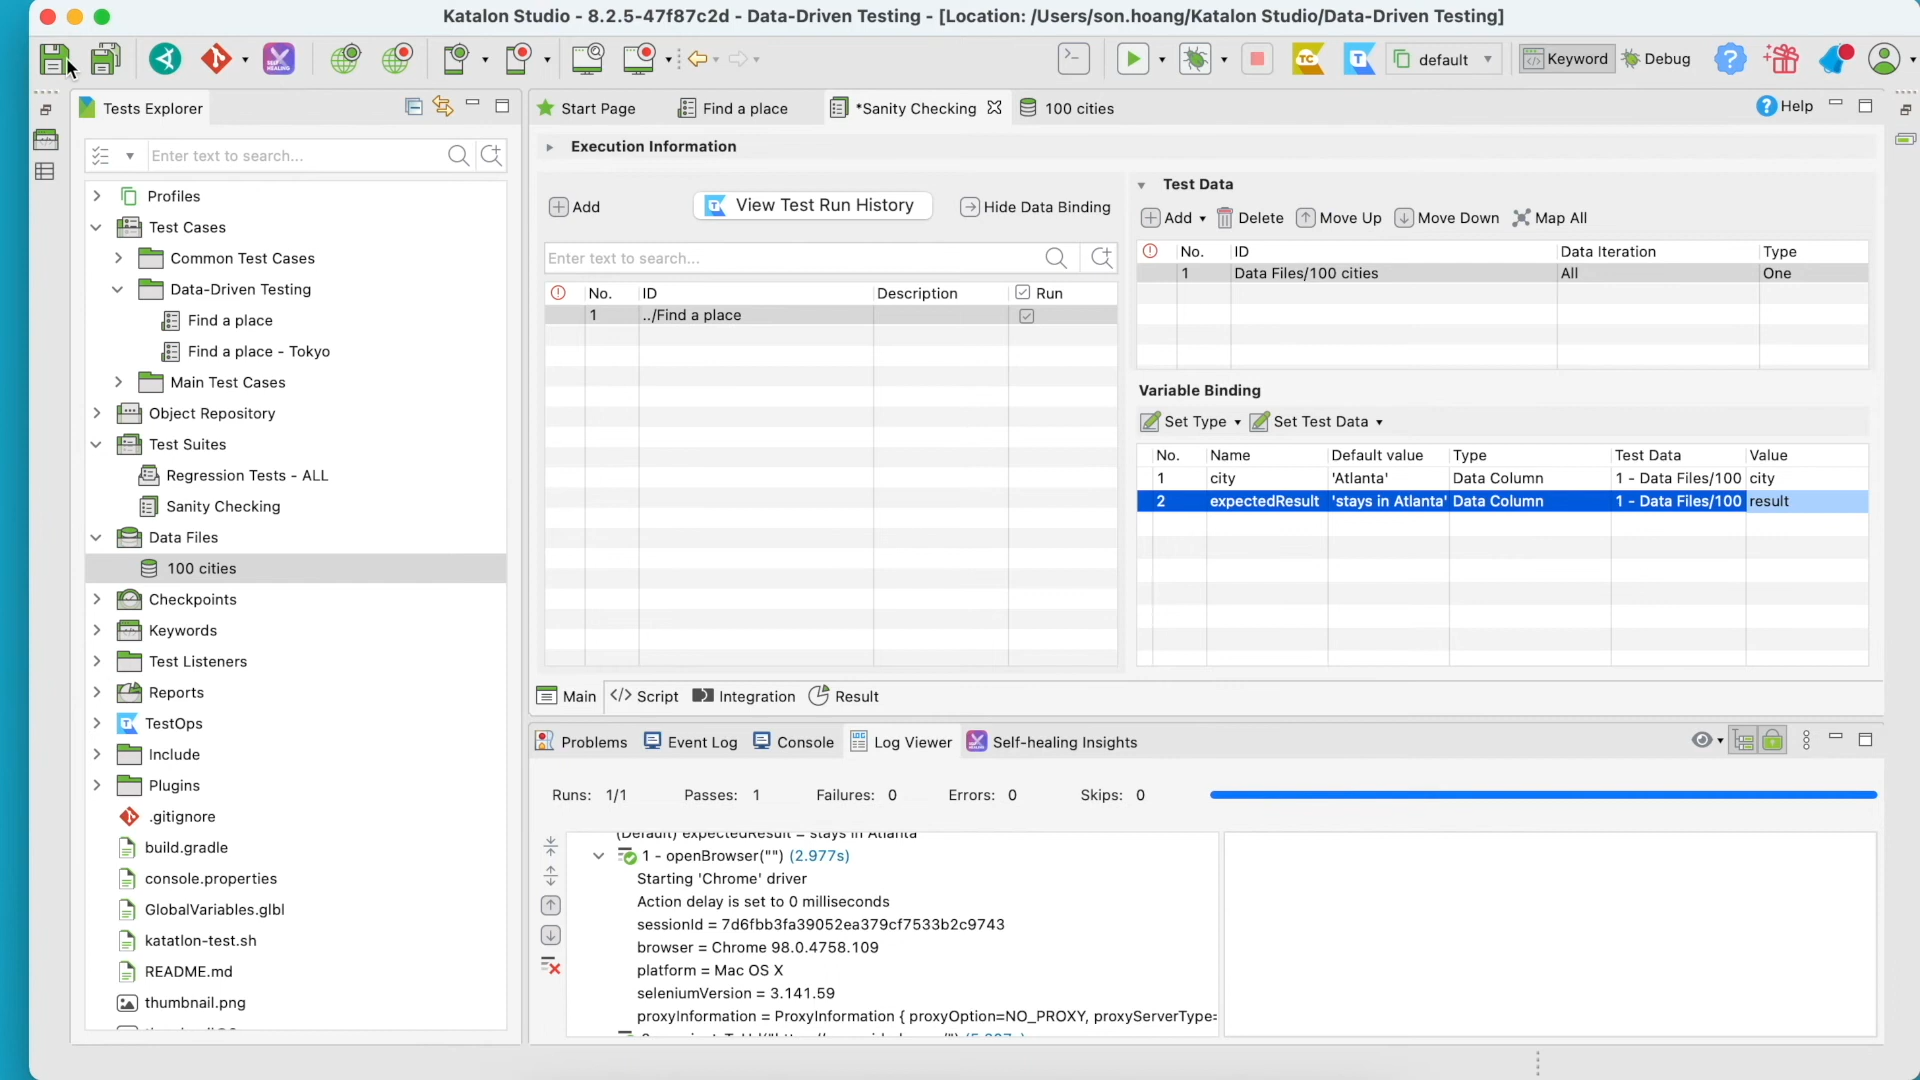 Katalon Studio - 8.2.5-47f87c2d - Data-Driven Testing - [Location: /Users/son.hoang/Katalon Studio/Data-Driven Testing]
SELF HEALING
TC
default
Keyword
Debug
Tests Explorer
Enter text to search...
Profiles
Test Cases
Common Test Cases
Data-Driven Testing
Find a place
Find a place - Tokyo
Main Test Cases
Object Repository
Test Suites
Regression Tests - ALL
Sanity Checking
Data Files
100 cities
Checkpoints
Keywords
Test Listeners
Reports
TestOps
Include
Plugins
.gitignore
build.gradle
console.properties
GlobalVariables.glbl
katatlon-test.sh
README.md
thumbnail.png
Start Page
Find a place
*Sanity Checking
100 cities
Help
Execution Information
Add
View Test Run History
Hide Data Binding
Enter text to search...
No. ID Description Run
1 ../Find a place
Test Data
Add Delete Move Up Move Down Map All
No. ID Data Iteration Type
1 Data Files/100 cities All One
Variable Binding
Set Type Set Test Data
No. Name Default value Type Test Data Value
1 city 'Atlanta' Data Column 1 - Data Files/100 city
2 expectedResult 'stays in Atlanta' Data Column 1 - Data Files/100 result
Main Script Integration Result
Problems Event Log Console Log Viewer Self-healing Insights
Runs: 1/1 Passes: 1 Failures: 0 Errors: 0 Skips: 0
(Default) expectedResult = stays in Atlanta
1 - openBrowser("") (2.977s)
Starting 'Chrome' driver
Action delay is set to 0 milliseconds
sessionId = 7d6fbb3fa39052ea379cf7533b2c9743
browser = Chrome 98.0.4758.109
platform = Mac OS X
seleniumVersion = 3.141.59
proxyInformation = ProxyInformation { proxyOption=NO_PROXY, proxyServerType=